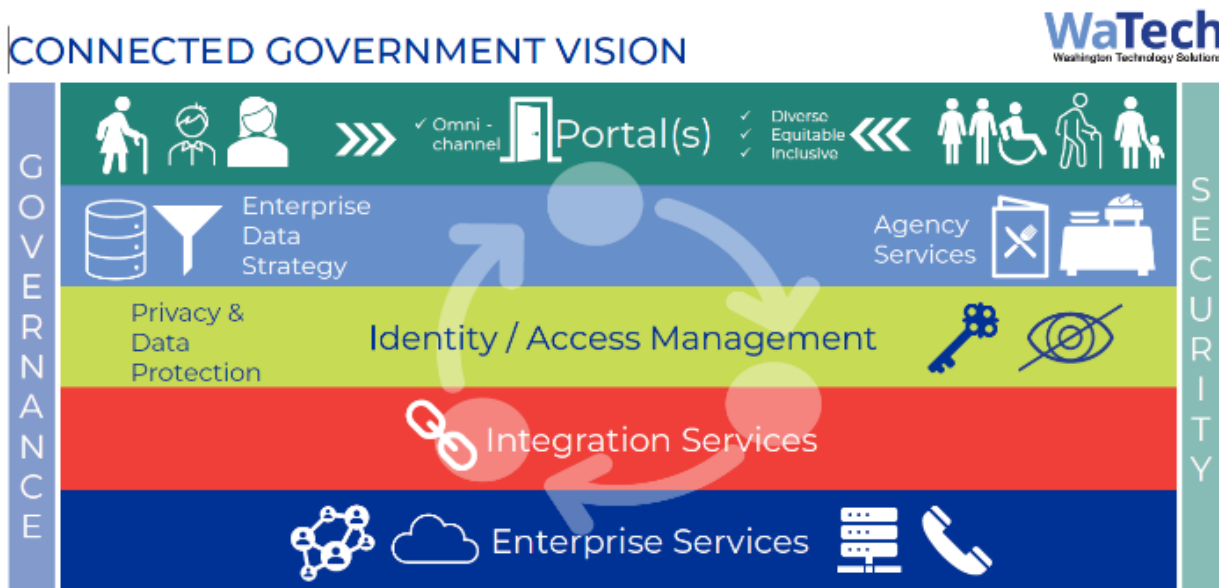 CONNECTED GOVERNMENT VISION
WaTech
Washington Technology Solutions
GOVERNANCE
✓ Omni -
channel
Portal(s)
✓ Diverse
✓ Equitable
✓ Inclusive
Enterprise
Data
Strategy
Agency
Services
Privacy &
Data
Protection
Identity / Access Management
Integration Services
Enterprise Services
SECURITY